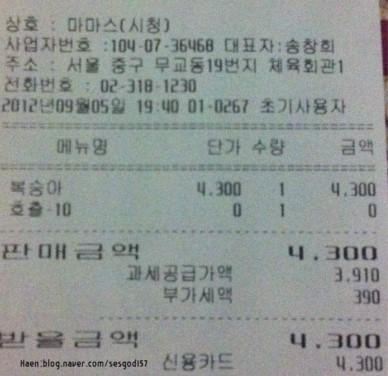 상호 : 마마스(시청)
사업자번호 :104-07-36468 대표자:송창희
주소 : 서울 중구 무교동19번지 체육회관1
전화번호 : 02-318-1230
2012년09월05일 19:40 01-0267 초기사용자
메뉴명 단가 수량 금액
복숭아 4.300 1 4.300
호출-10 0 1 0
판매금액 4.300
과세공급가액 3.910
부가세액 390
받을금액 4.300
신용카드 4.300
Haen:blog.naver.com/sesgod157